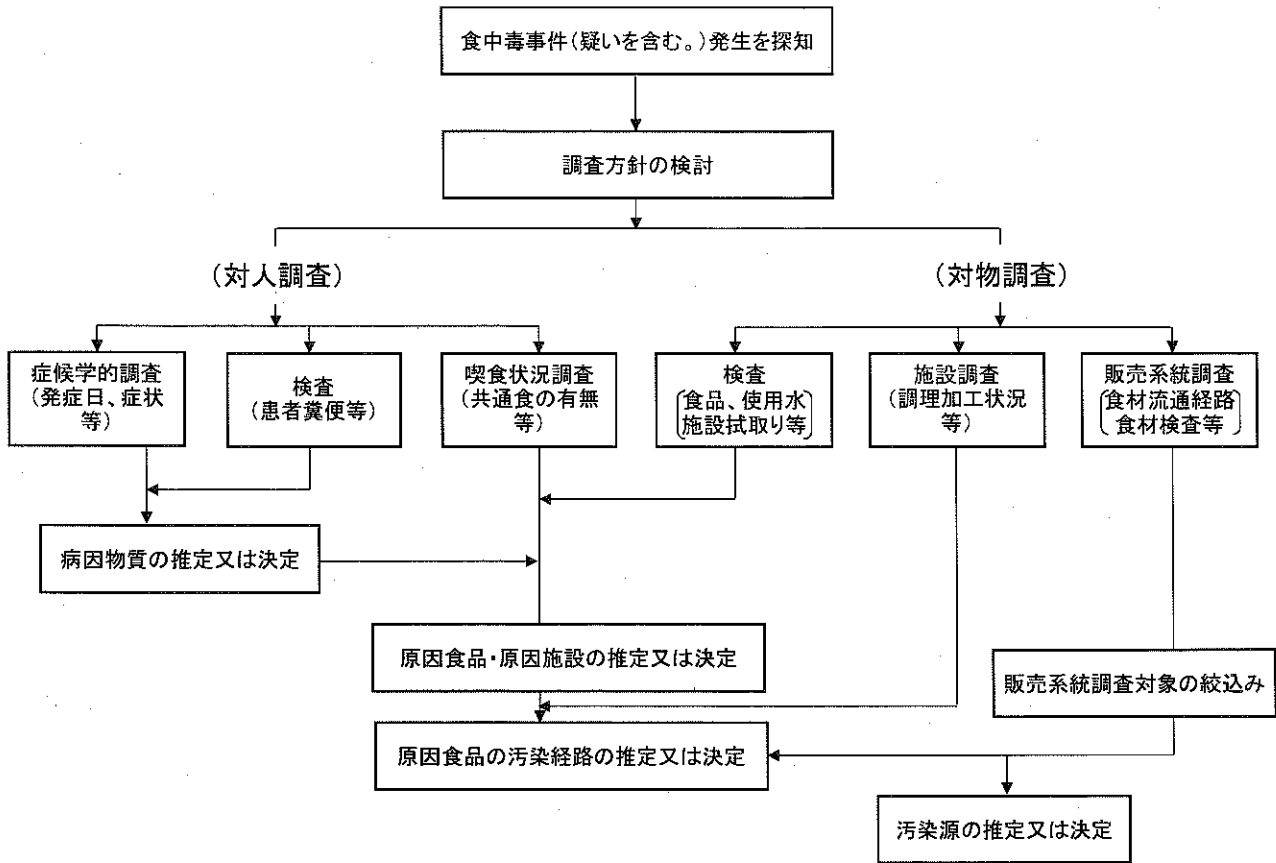 食中毒事件（疑いを含む。）発生を探知
調査方針の検討
（対人調査）
（対物調査）
症候学的調査
（発症日、症状
等）
検査
（患者糞便等）
喫食状況調査
（共通食の有無
等）
検査
食品、使用水
施設拭取り等
施設調査
（調理加工状況
等）
販売系統調査
食材流通経路
食材検査等
病因物質の推定又は決定
原因食品・原因施設の推定又は決定
販売系統調査対象の絞込み
原因食品の汚染経路の推定又は決定
汚染源の推定又は決定